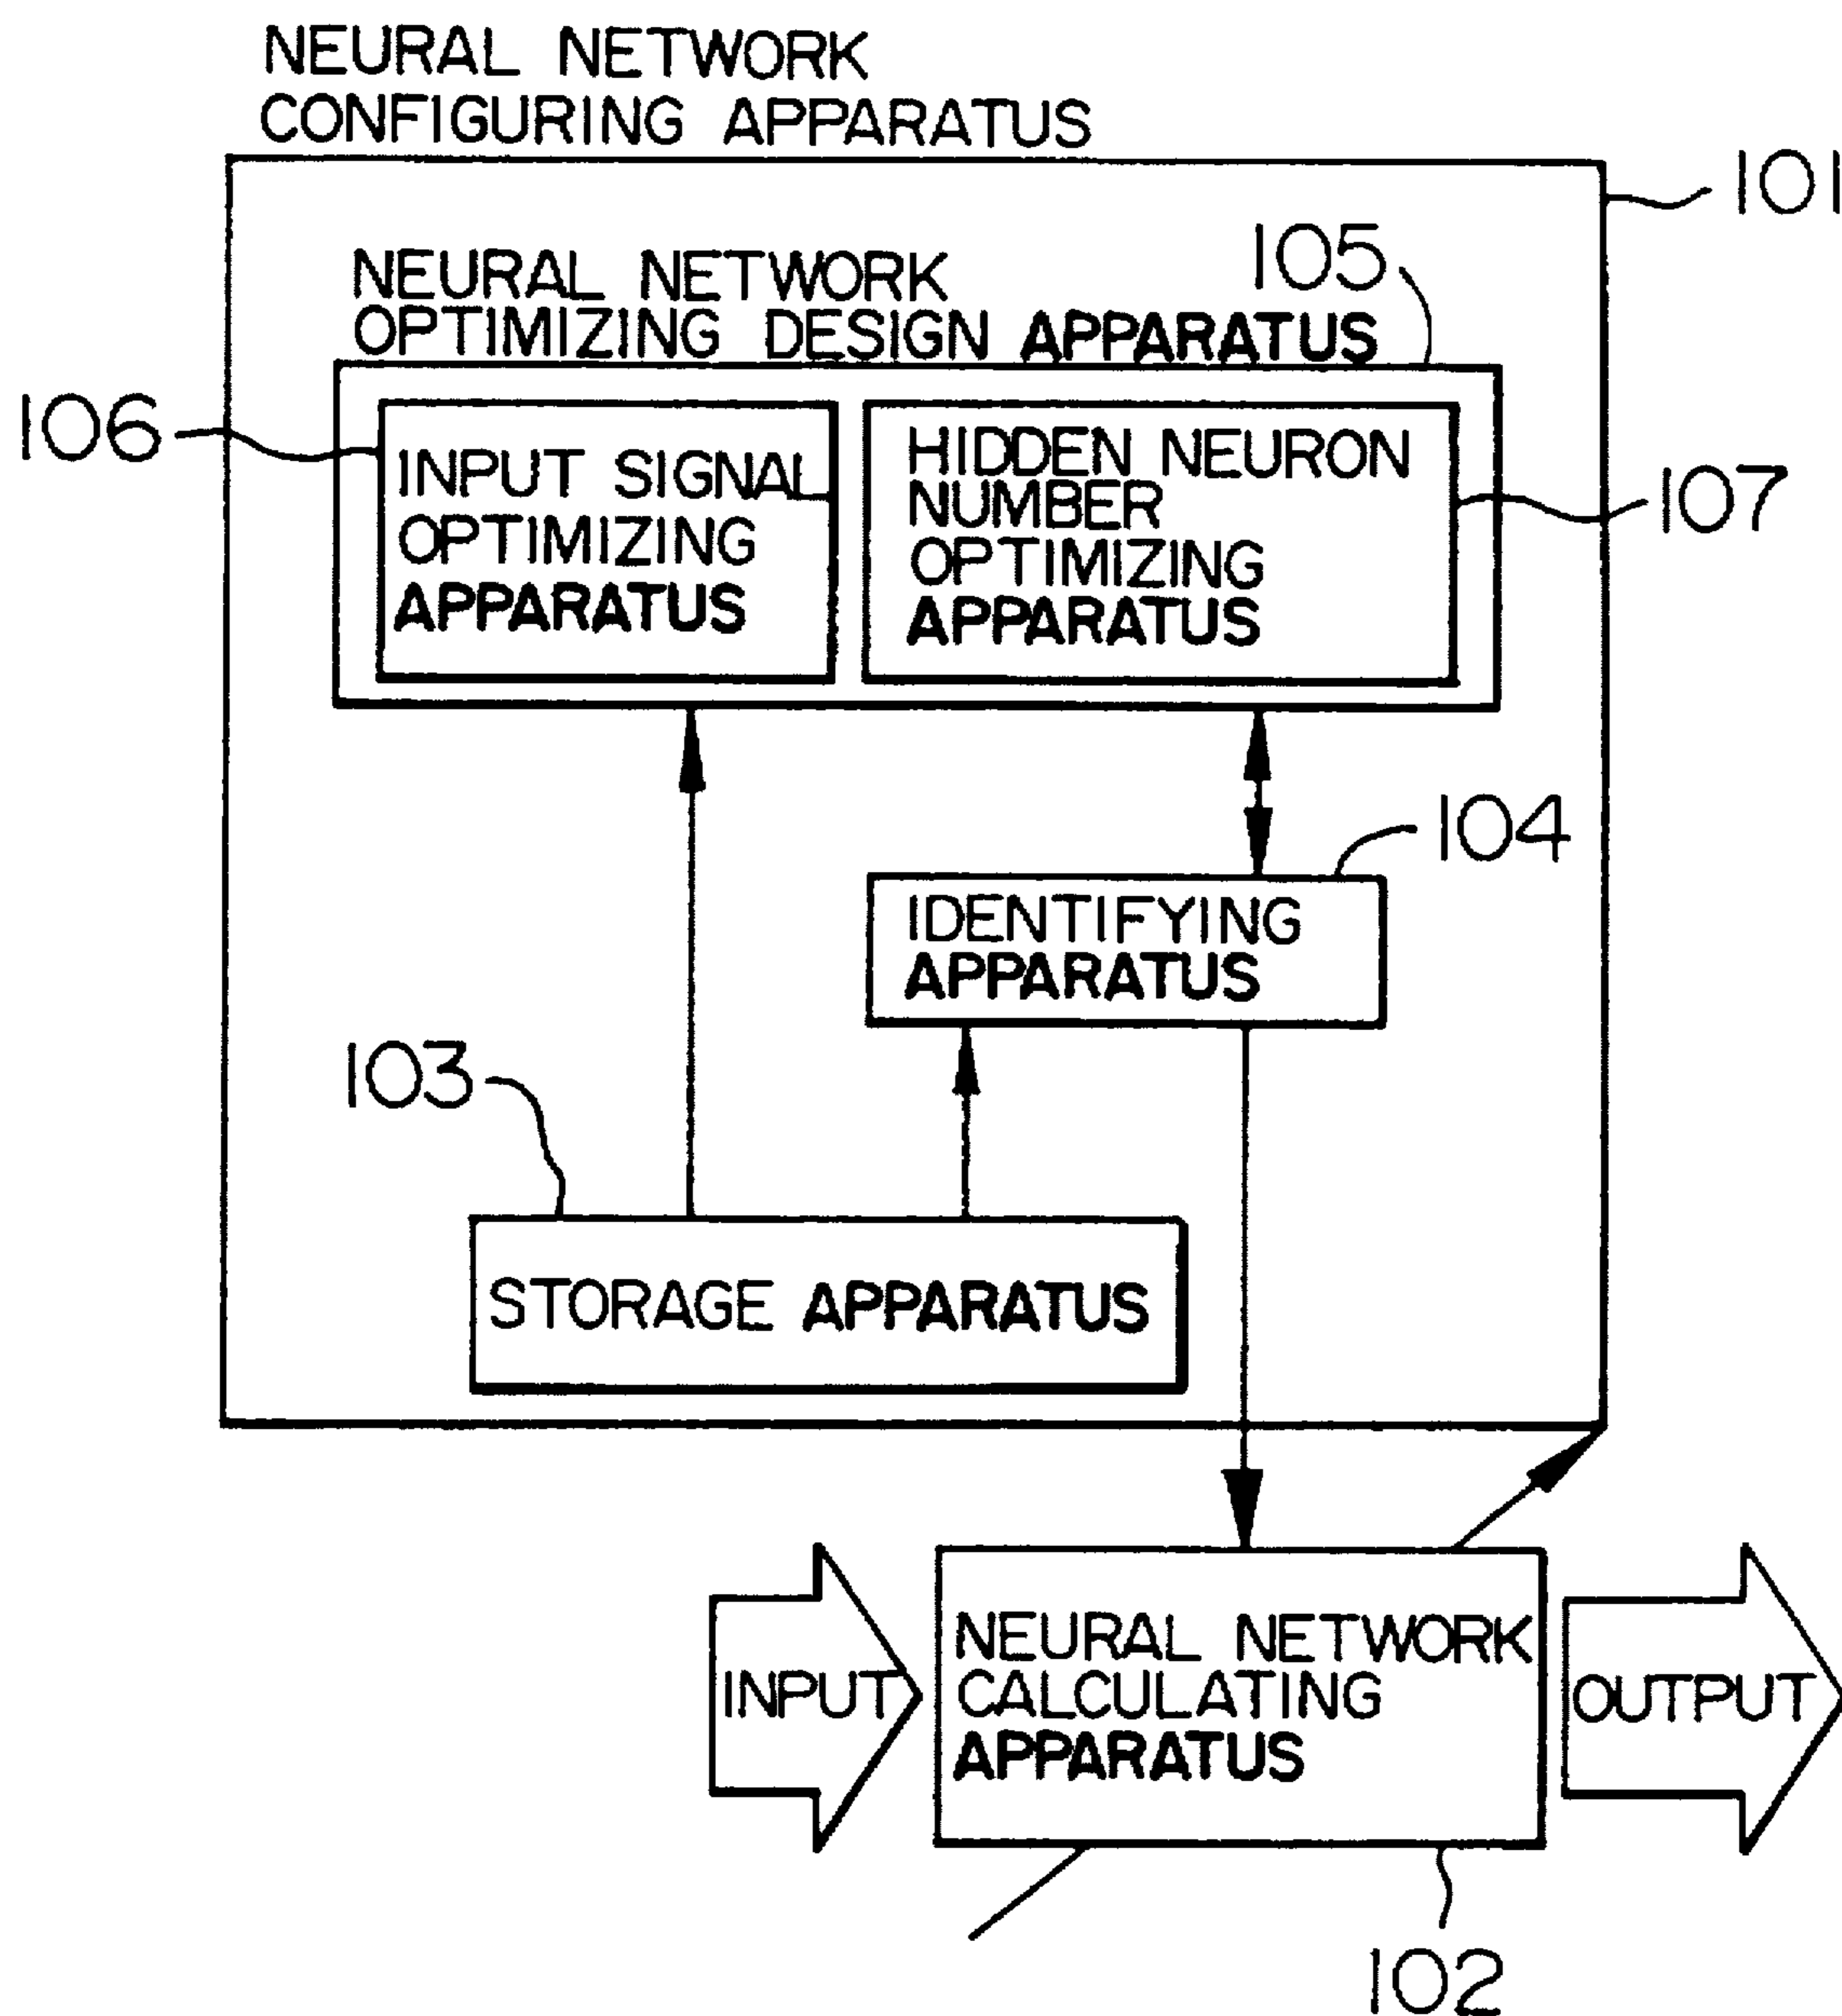 NEURAL NETWORK
CONFIGURING APPARATUS
101
NEURAL NETWORK
OPTIMIZING DESIGN APPARATUS
105
106
INPUT SIGNAL
OPTIMIZING
APPARATUS
HIDDEN NEURON
NUMBER
OPTIMIZING
APPARATUS
107
104
IDENTIFYING
APPARATUS
103
STORAGE APPARATUS
INPUT
NEURAL NETWORK
CALCULATING
APPARATUS
OUTPUT
102